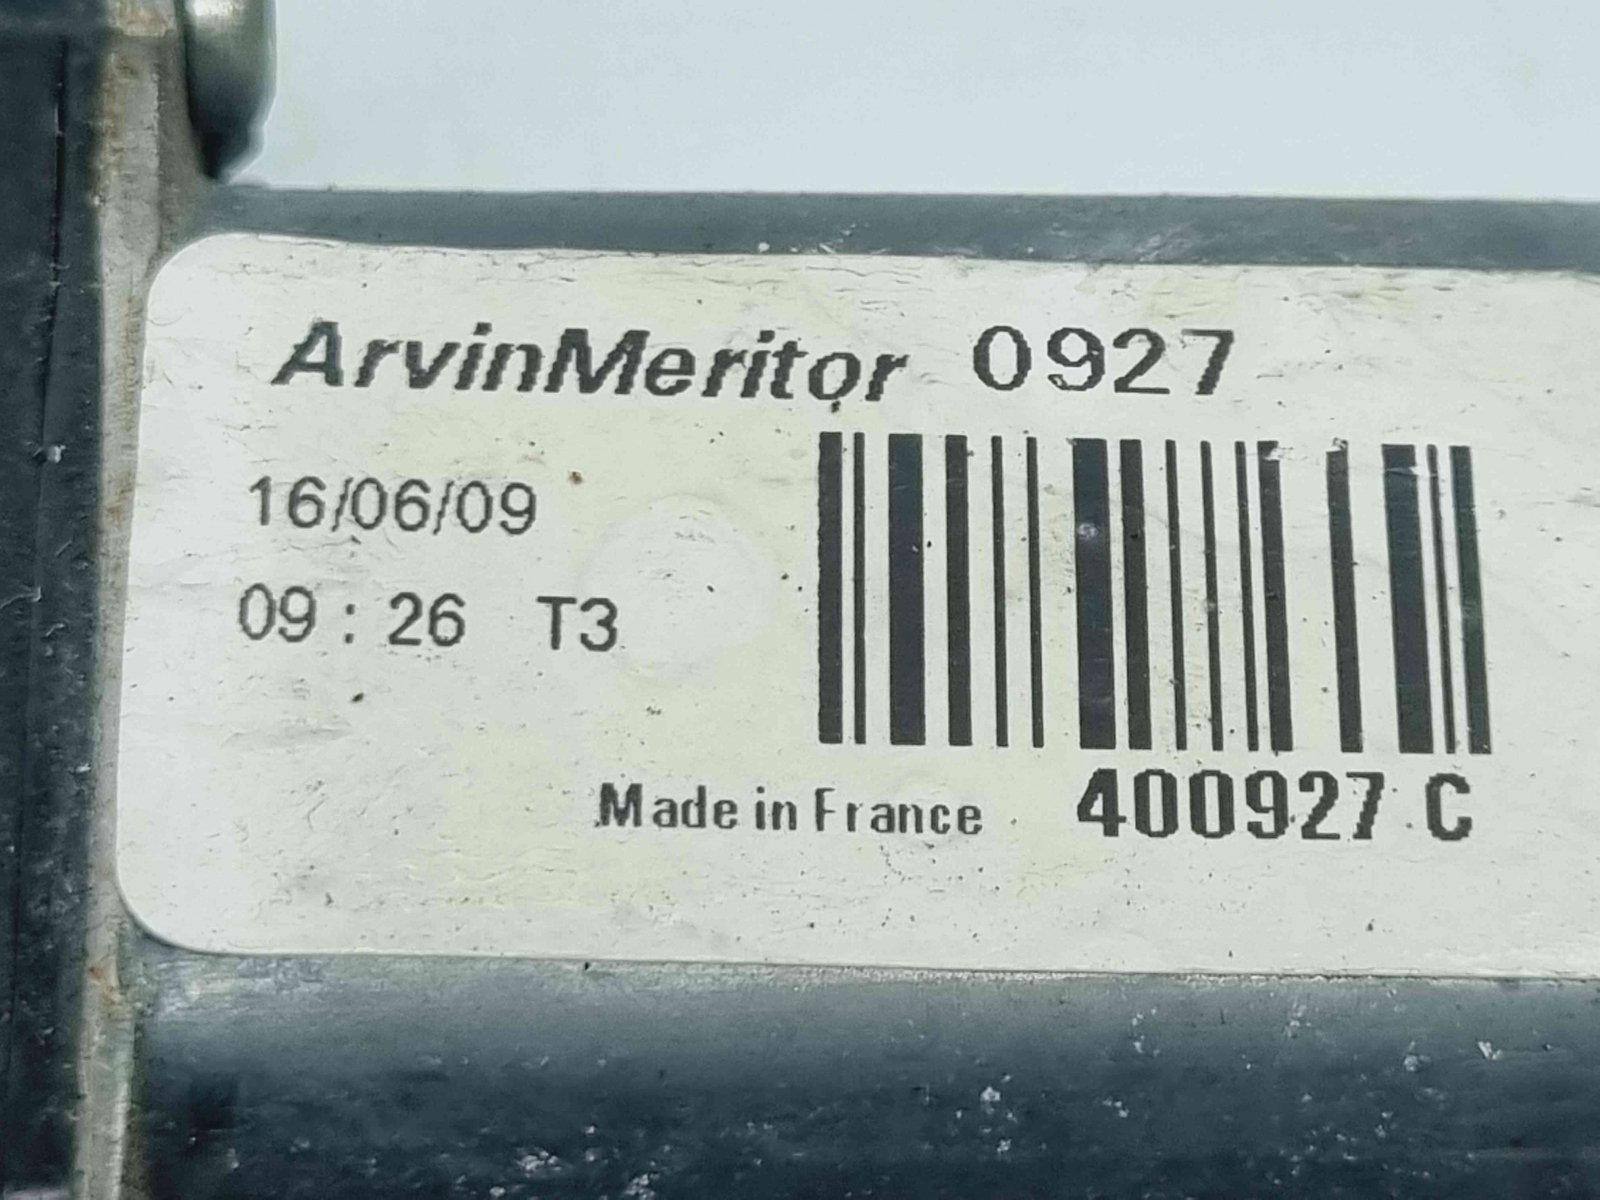 ArvinMeritor 0927
16/06/09
09 : 26 T3
Made in France 400927 C